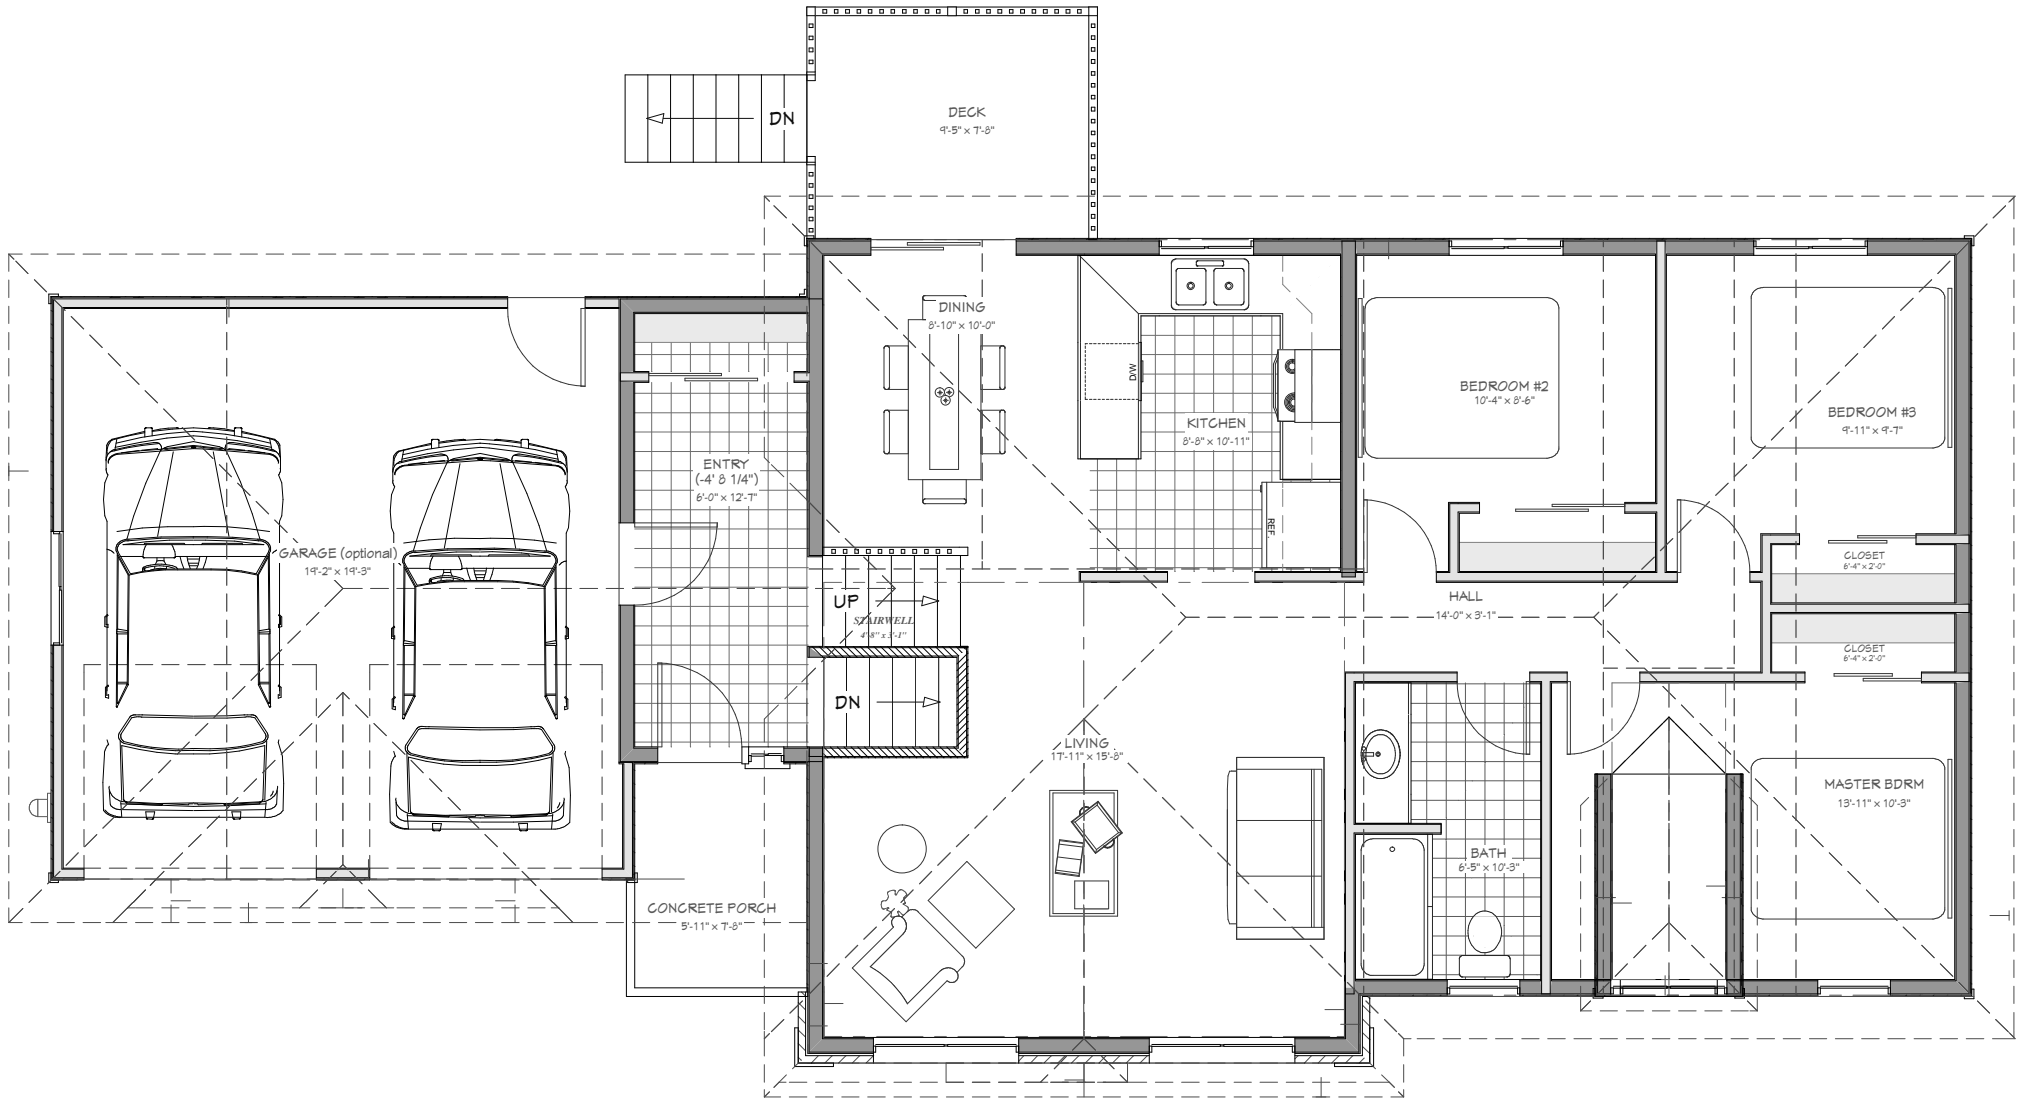 DECK
9'-5" x 7'-8"
DN
DINING
8'-10" x 10'-0"
D/W
KITCHEN
8'-8" x 10'-11"
REF.
BEDROOM #2
10'-4" x 8'-6"
BEDROOM #3
9'-11" x 9'-7"
ENTRY
(-4' 8 1/4")
6'-0" x 12'-7"
GARAGE (optional)
19'-2" x 19'-3"
CLOSET
6'-4" x 2'-0"
UP
STAIRWELL
4'-8" x 3'-1"
HALL
14'-0" x 3'-1"
CLOSET
6'-4" x 2'-0"
DN
LIVING
17'-11" x 15'-8"
MASTER BDRM
13'-11" x 10'-3"
BATH
6'-5" x 10'-3"
CONCRETE PORCH
5'-11" x 7'-8"